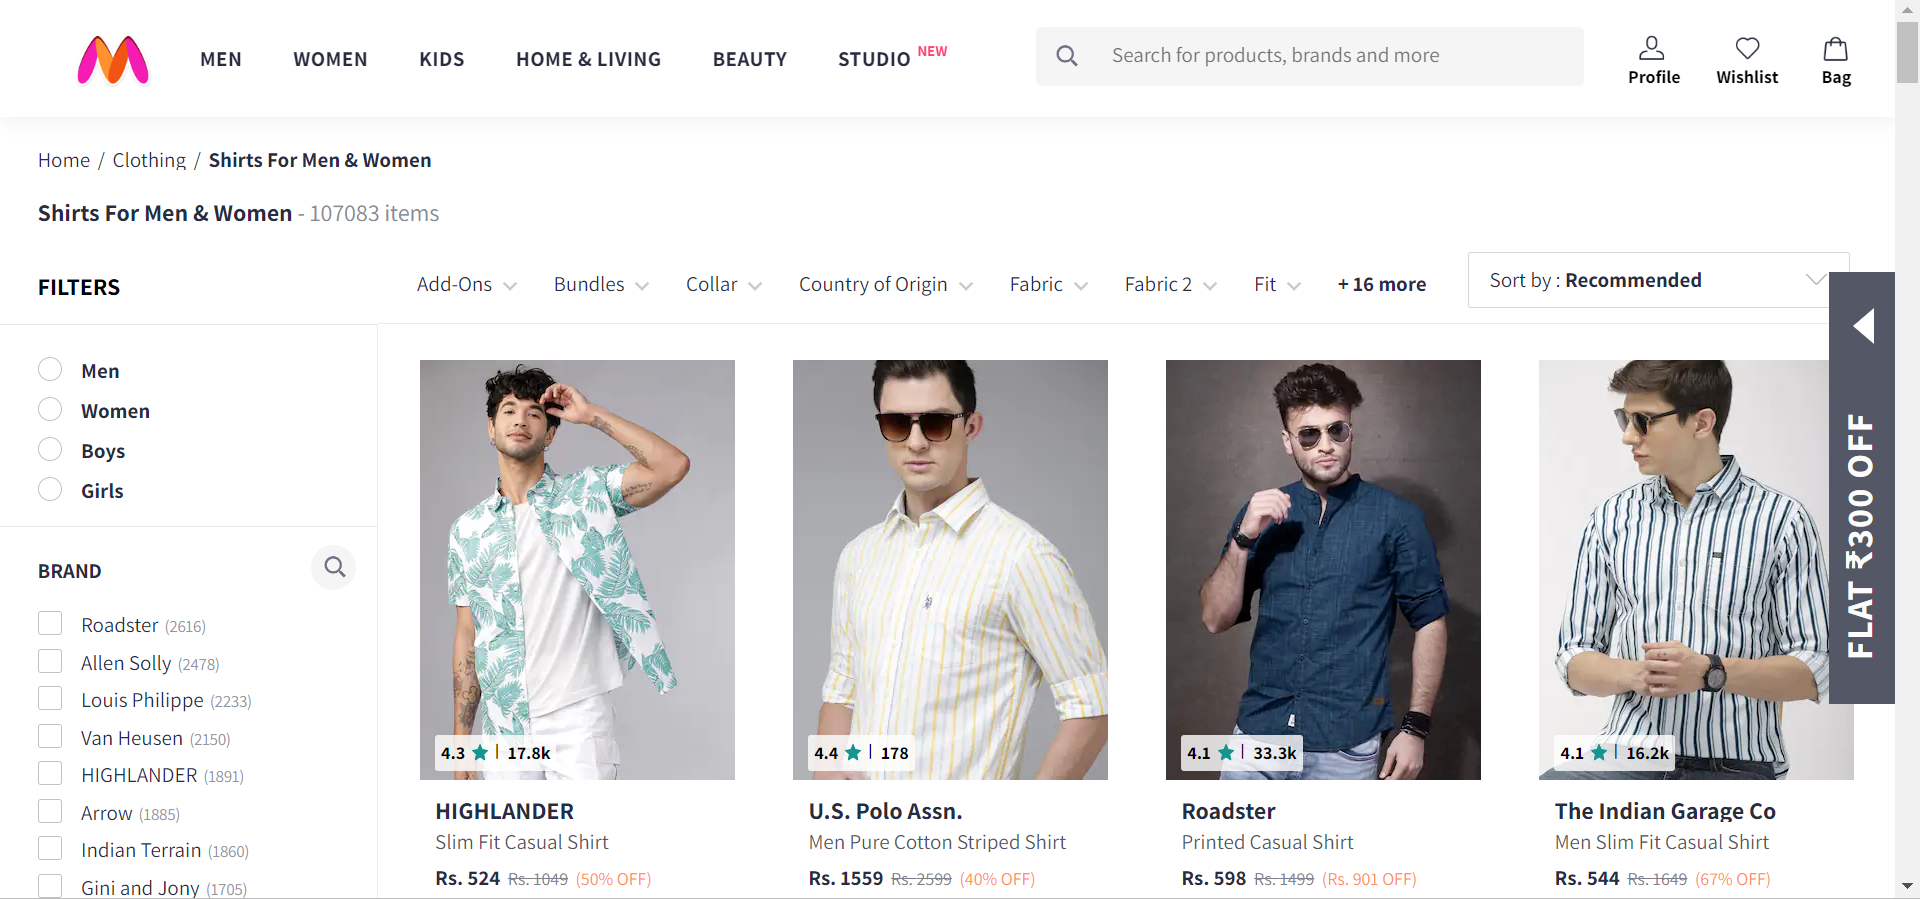 MEN WOMEN KIDS HOME & LIVING BEAUTY STUDIO NEW
Search for products, brands and more
Profile Wishlist Bag
Home / Clothing / Shirts For Men & Women
Shirts For Men & Women - 107083 items
FILTERS
Add-Ons Bundles Collar Country of Origin Fabric Fabric 2 Fit + 16 more
Sort by : Recommended
Men
Women
Boys
Girls
BRAND
Roadster (2616)
Allen Solly (2478)
Louis Philippe (2233)
Van Heusen (2150)
HIGHLANDER (1891)
Arrow (1885)
Indian Terrain (1860)
Gini and Jony (1705)
4.3 | 17.8k
HIGHLANDER
Slim Fit Casual Shirt
Rs. 524 Rs. 1049 (50% OFF)
4.4 | 178
U.S. Polo Assn.
Men Pure Cotton Striped Shirt
Rs. 1559 Rs. 2599 (40% OFF)
4.1 | 33.3k
Roadster
Printed Casual Shirt
Rs. 598 Rs. 1499 (Rs. 901 OFF)
4.1 | 16.2k
The Indian Garage Co
Men Slim Fit Casual Shirt
Rs. 544 Rs. 1649 (67% OFF)
FLAT ₹300 OFF